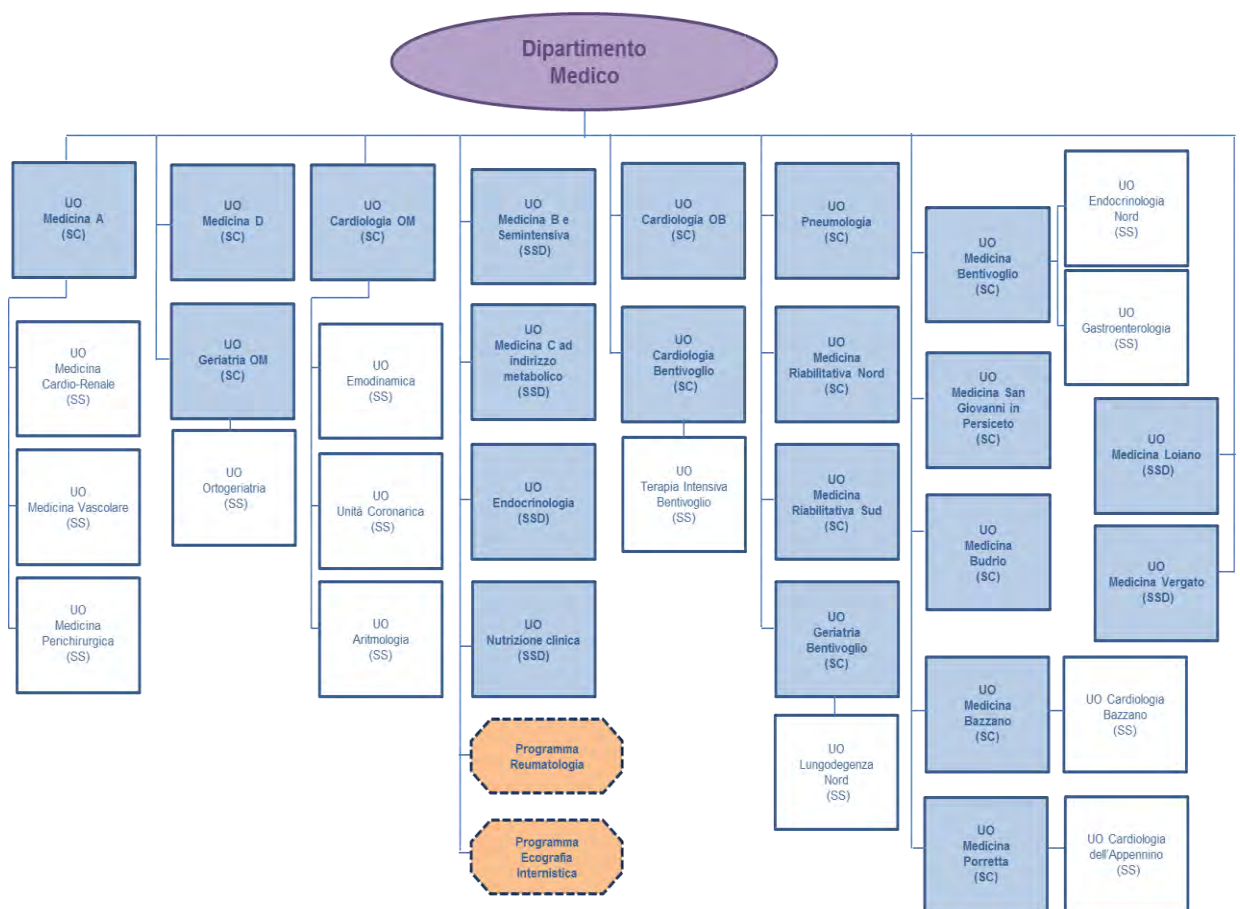 Dipartimento
Medico
UO
Medicina A
(SC)
UO
Medicina
Cardio-Renale
(SS)
UO
Medicina Vascolare
(SS)
UO
Medicina
Perichirurgica
(SS)
UO
Medicina D
(SC)
UO
Geriatria OM
(SC)
UO
Ortogeriatria
(SS)
UO
Cardiologia OM
(SC)
UO
Emodinamica
(SS)
UO
Unità Coronarica
(SS)
UO
Aritmologia
(SS)
UO
Medicina B e
Semintensiva
(SSD)
UO
Medicina C ad
indirizzo
metabolico
(SSD)
UO
Endocrinologia
(SSD)
UO
Nutrizione clinica
(SSD)
Programma
Reumatologia
Programma
Ecografia
Internistica
UO
Cardiologia OB
(SC)
UO
Cardiologia
Bentivoglio
(SC)
UO
Terapia Intensiva
Bentivoglio
(SS)
UO
Pneumologia
(SC)
UO
Medicina
Riabilitativa Nord
(SC)
UO
Medicina
Riabilitativa Sud
(SC)
UO
Geriatria
Bentivoglio
(SC)
UO
Lungodegenza
Nord
(SS)
UO
Medicina
Bentivoglio
(SC)
UO
Endocrinologia
Nord
(SS)
UO
Gastroenterologia
(SS)
UO
Medicina San
Giovanni in
Persiceto
(SC)
UO
Medicina
Budrio
(SC)
UO
Medicina
Bazzano
(SC)
UO Cardiologia
Bazzano
(SS)
UO
Medicina
Porretta
(SC)
UO Cardiologia
dell'Appennino
(SS)
UO
Medicina Loiano
(SSD)
UO
Medicina Vergato
(SSD)